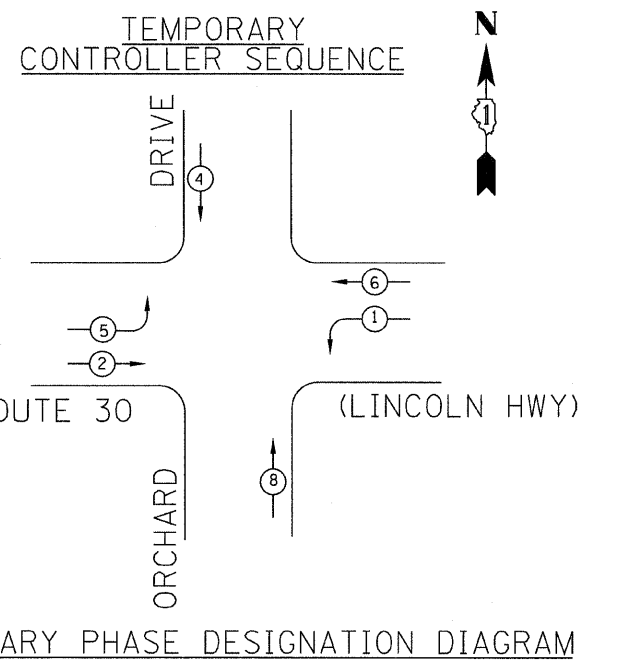 TEMPORARY
CONTROLLER SEQUENCE
N
1
DRIVE
4
6
5
1
2
OUTE 30
(LINCOLN HWY)
8
ORCHARD
ARY PHASE DESIGNATION DIAGRAM